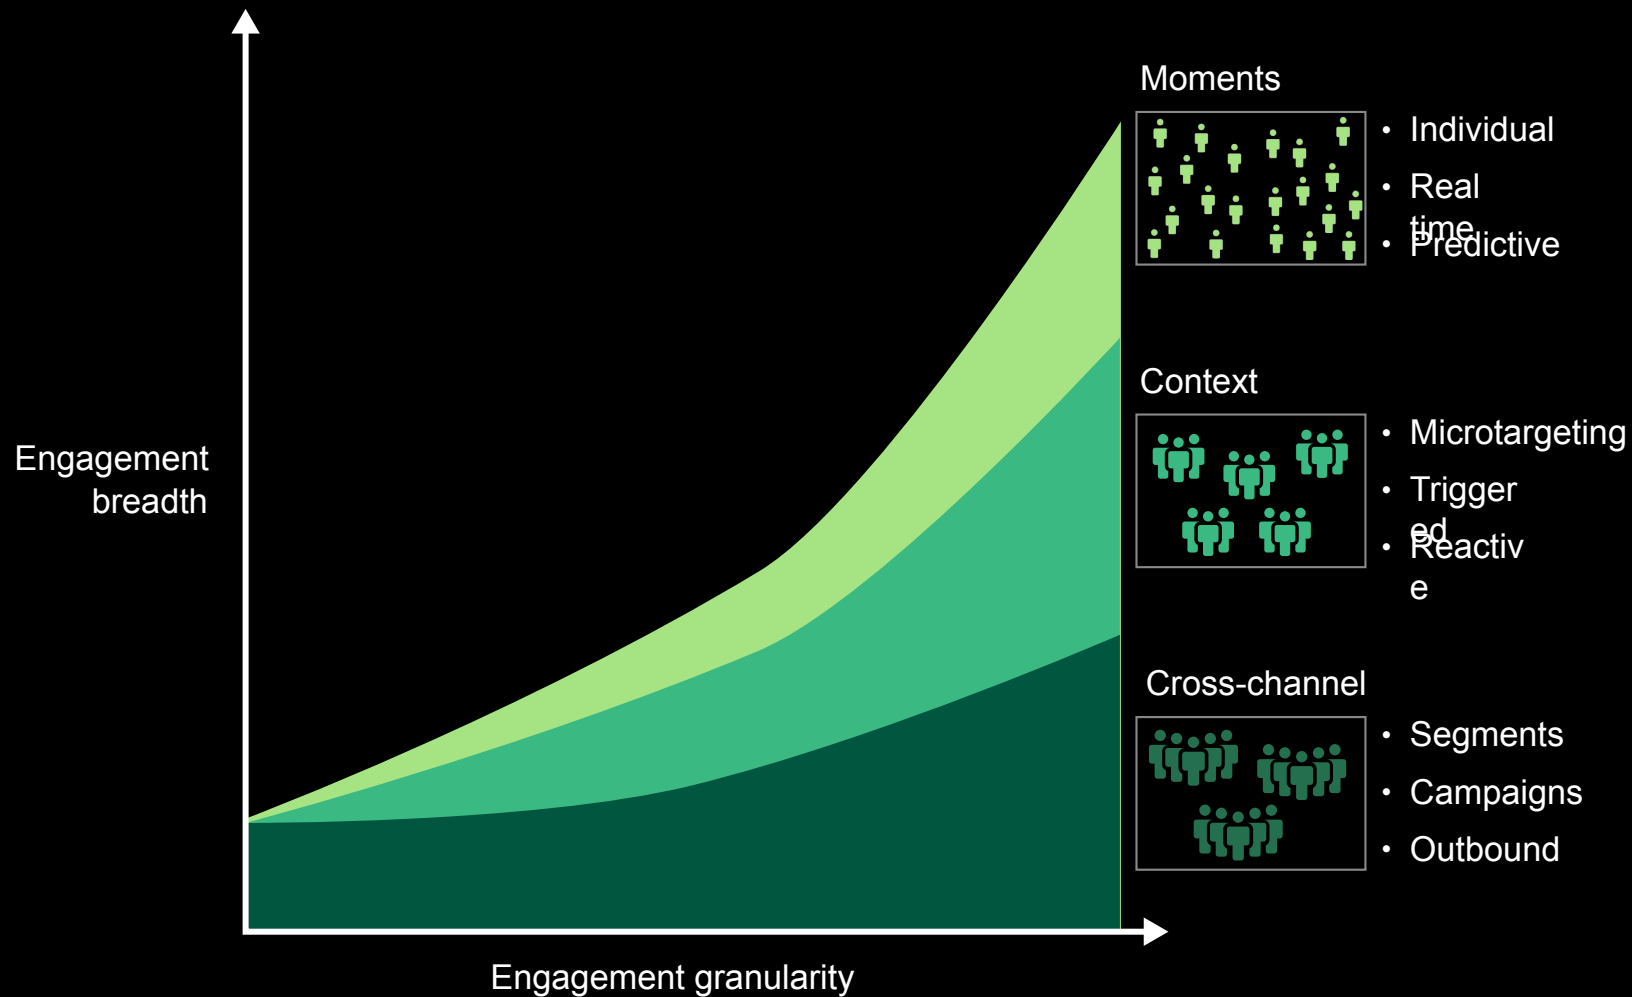 Moments
• Individual
• Real
time
• Predictive
Context
• Microtargeting
• Trigger
ed
• Reactiv
e
Engagement
breadth
Cross-channel
• Segments
• Campaigns
• Outbound
Engagement granularity